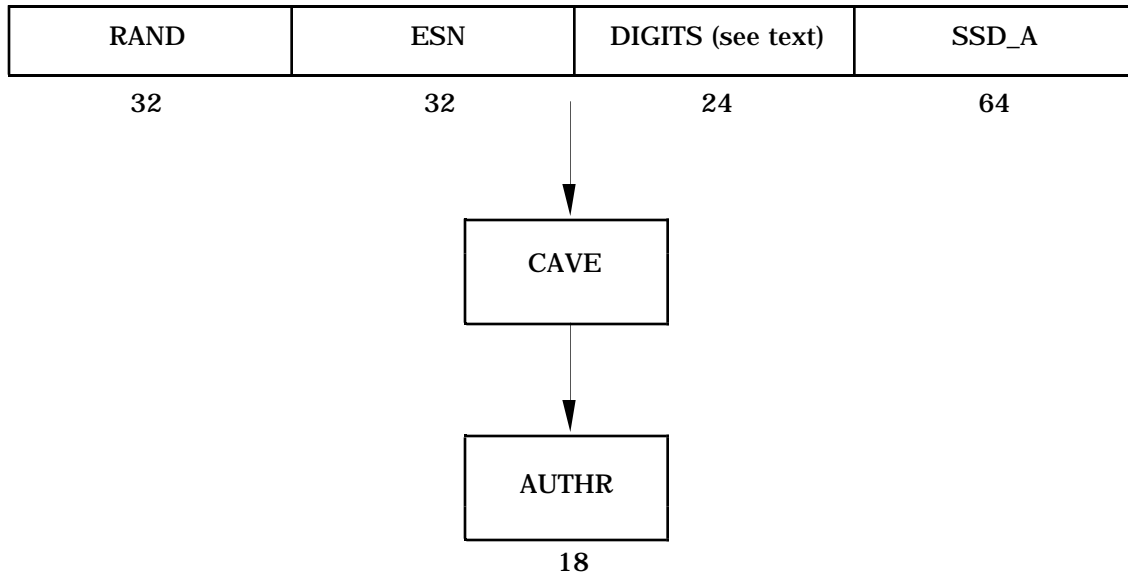 RAND ESN DIGITS (see text) SSD_A
32 32 24 64
CAVE
AUTHR
18